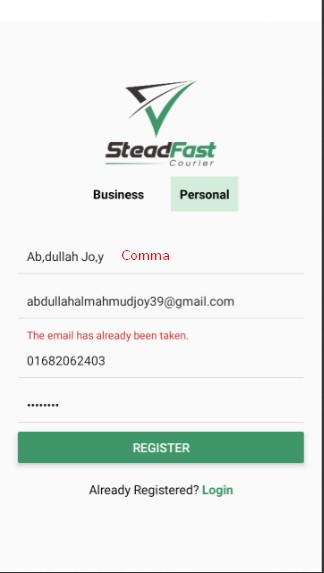 SteadFast
Courier
Business Personal
Ab,dullah Jo,y Comma
abdullahalmahmudjoy39@gmail.com
The email has already been taken.
01682062403
••••••••
REGISTER
Already Registered? Login